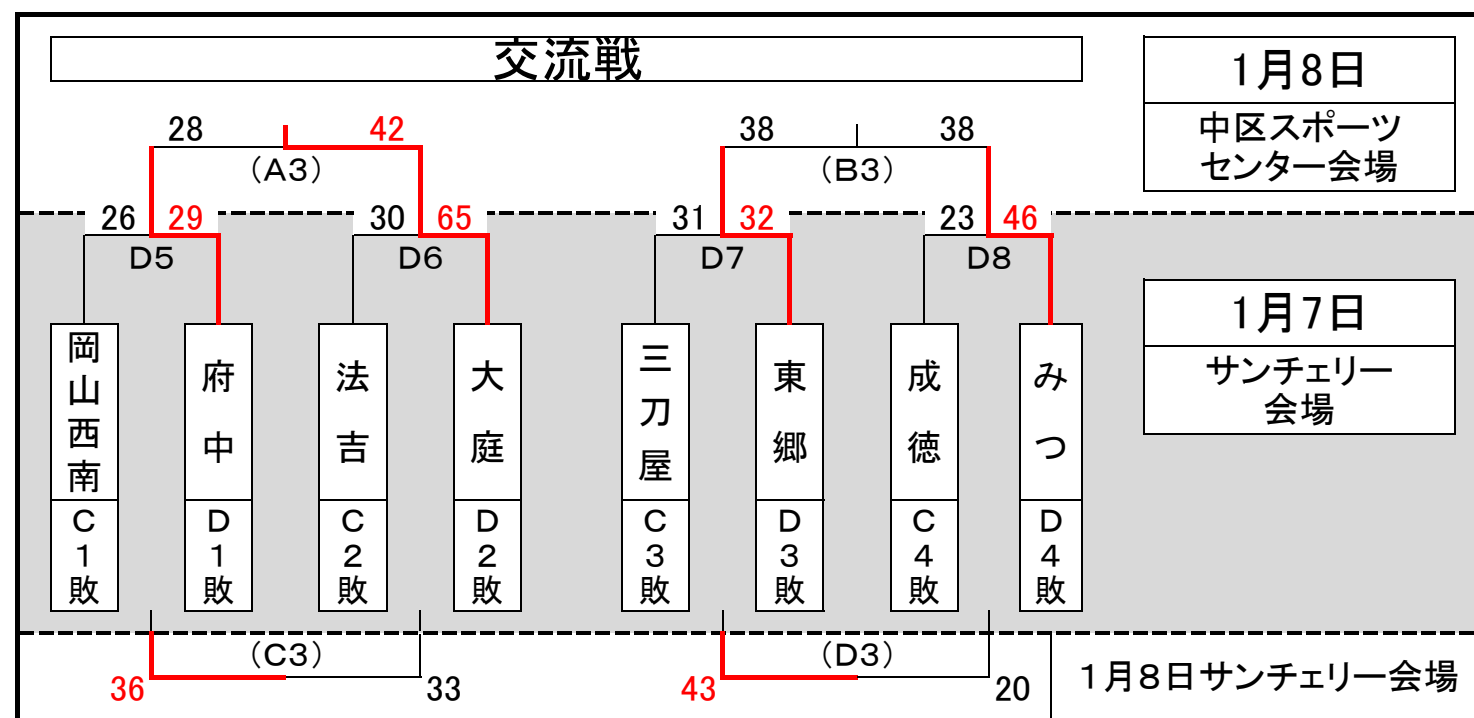 交流戦
1月8日
中区スポーツ
センター会場
28 42 38 38
(A3) (B3)
26 29 30 65 31 32 23 46
D5 D6 D7 D8
1月7日
サンチェリー
会場
岡山西南
府中
法吉
大庭
三刀屋
東郷
成徳
みつ
C1敗
D1敗
C2敗
D2敗
C3敗
D3敗
C4敗
D4敗
(C3) (D3)
36 33 43 20
1月8日サンチェリー会場